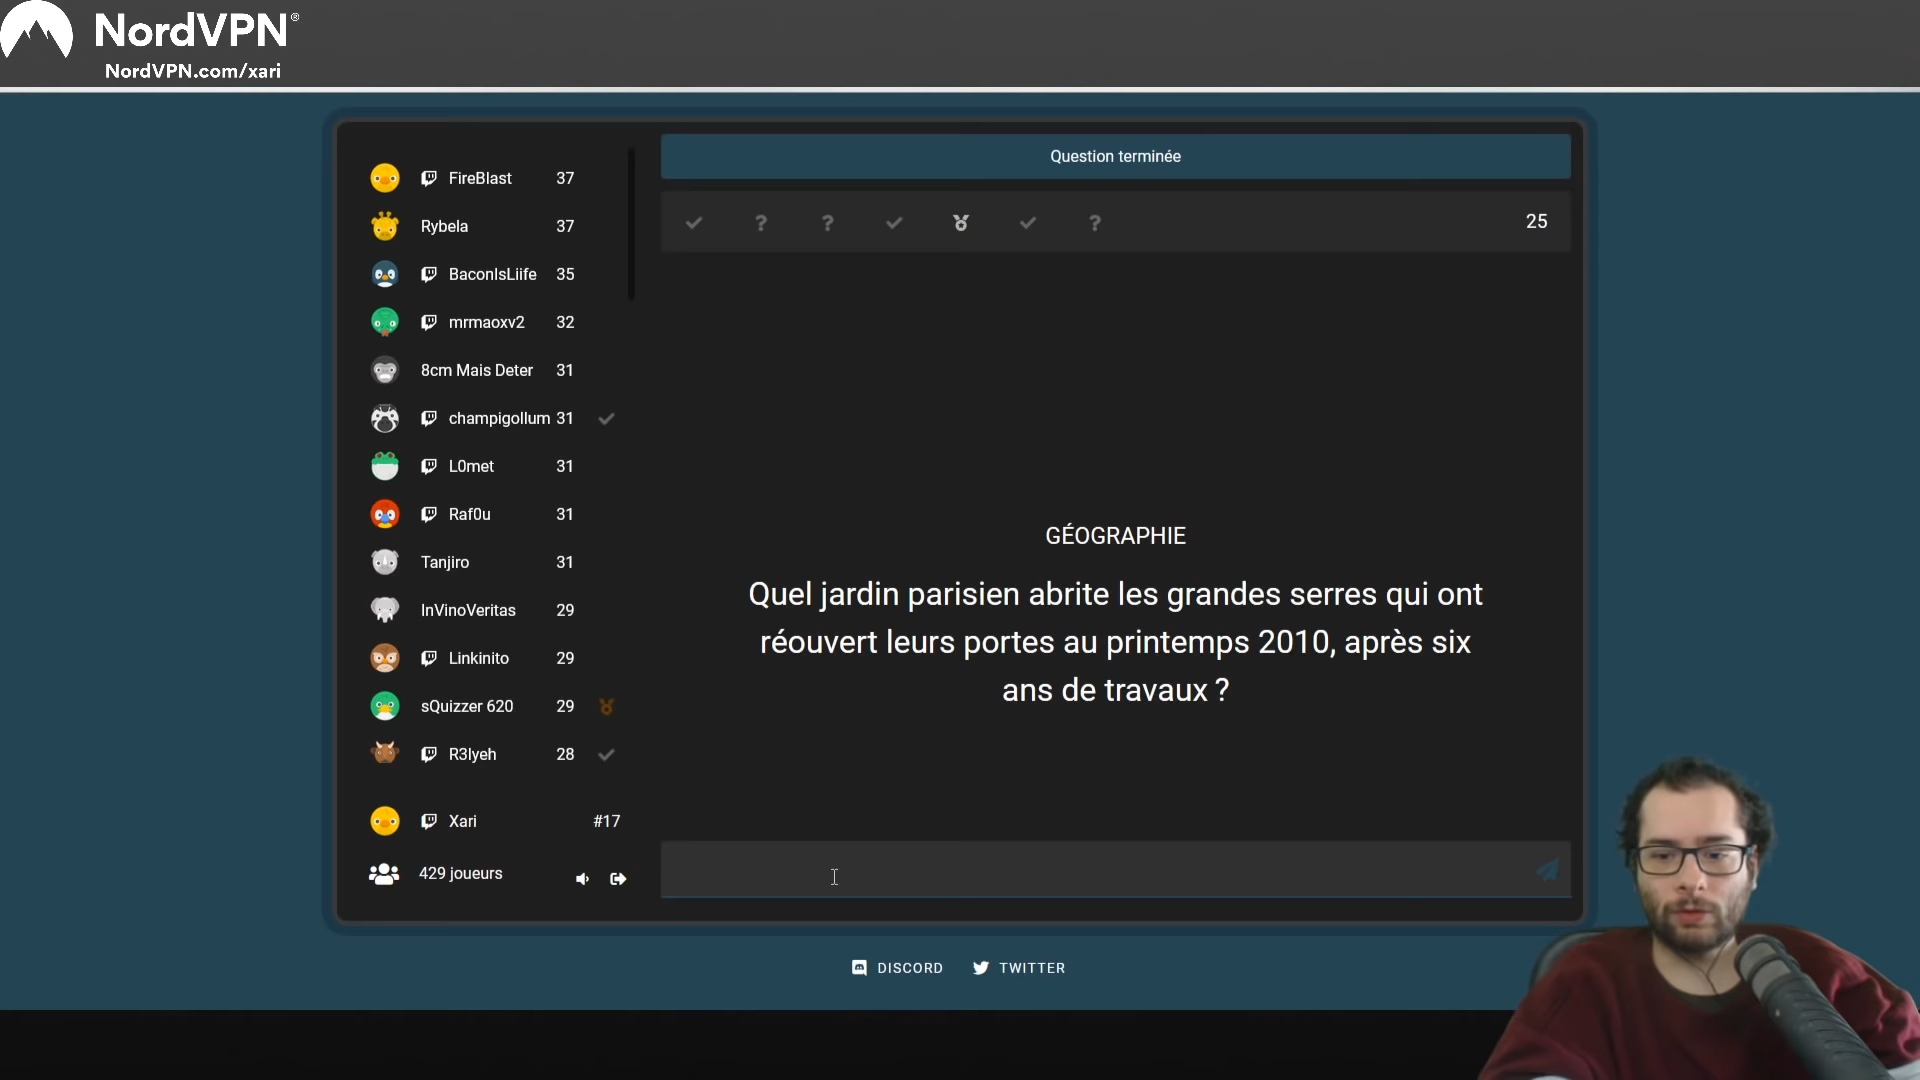 NordVPN®
NordVPN.com/xari
Question terminée
25
FireBlast 37
Rybela 37
BaconIsLiife 35
mrmaoxv2 32
8cm Mais Deter 31
champigollum 31
L0met 31
Raf0u 31
Tanjiro 31
InVinoVeritas 29
Linkinito 29
sQuizzer 620 29
R3lyeh 28
Xari #17
429 joueurs
GÉOGRAPHIE
Quel jardin parisien abrite les grandes serres qui ont
réouvert leurs portes au printemps 2010, après six
ans de travaux ?
DISCORD TWITTER